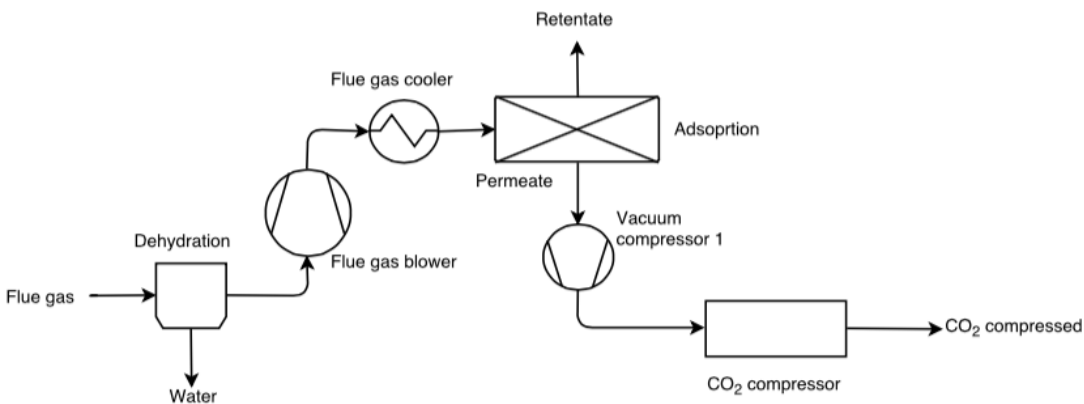 Retentate
Flue gas cooler
Adsoprtion
Permeate
Vacuum
compressor 1
Dehydration
Flue gas blower
Flue gas
CO₂ compressed
CO₂ compressor
Water